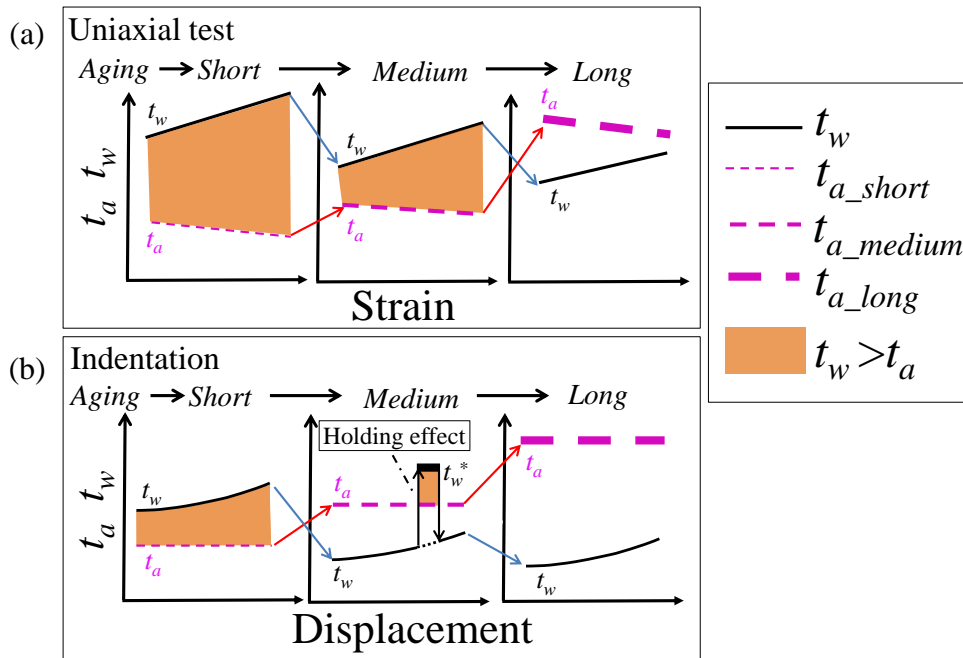 (a)
Uniaxial test
Aging Short Medium Long
t_a t_w
t_w
t_a
t_w
t_a
t_a
t_w
Strain
(b)
Indentation
Aging Short Medium Long
Holding effect
t_a t_w
t_w
t_a
t_a
t_w*
t_w
t_a
t_w
Displacement
t_w
t_a_short
t_a_medium
t_a_long
t_w >t_a